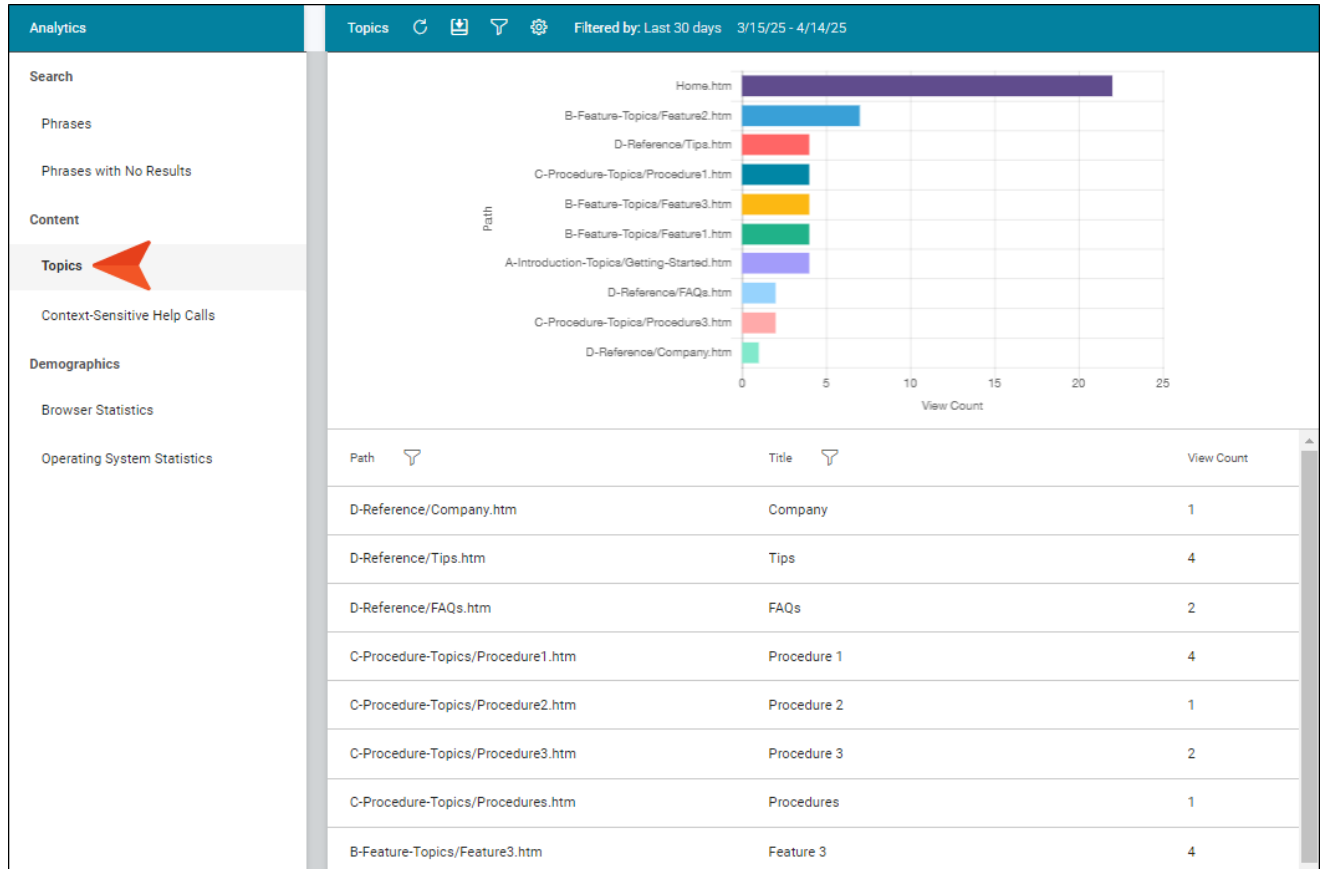 Analytics
Search
Phrases
Phrases with No Results
Content
Topics
Context-Sensitive Help Calls
Demographics
Browser Statistics
Operating System Statistics
Topics Filtered by: Last 30 days 3/15/25 - 4/14/25
Path
Home.htm
B-Feature-Topics/Feature2.htm
D-Reference/Tips.htm
C-Procedure-Topics/Procedure1.htm
B-Feature-Topics/Feature3.htm
B-Feature-Topics/Feature1.htm
A-Introduction-Topics/Getting-Started.htm
D-Reference/FAQs.htm
C-Procedure-Topics/Procedure3.htm
D-Reference/Company.htm
0 5 10 15 20 25
View Count
Path Title View Count
D-Reference/Company.htm Company 1
D-Reference/Tips.htm Tips 4
D-Reference/FAQs.htm FAQs 2
C-Procedure-Topics/Procedure1.htm Procedure 1 4
C-Procedure-Topics/Procedure2.htm Procedure 2 1
C-Procedure-Topics/Procedure3.htm Procedure 3 2
C-Procedure-Topics/Procedures.htm Procedures 1
B-Feature-Topics/Feature3.htm Feature 3 4